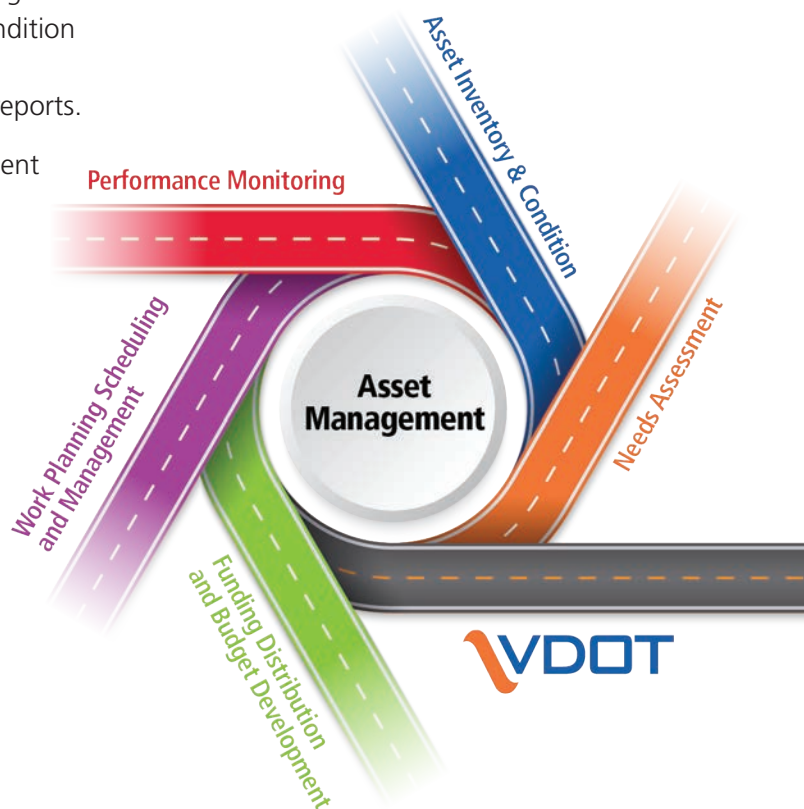 ndition
eports.
ent
Performance Monitoring
Asset Inventory & Condition
Needs Assessment
Work Planning Scheduling
and Management
Asset
Management
Funding Distribution
and Budget Development
VDOT